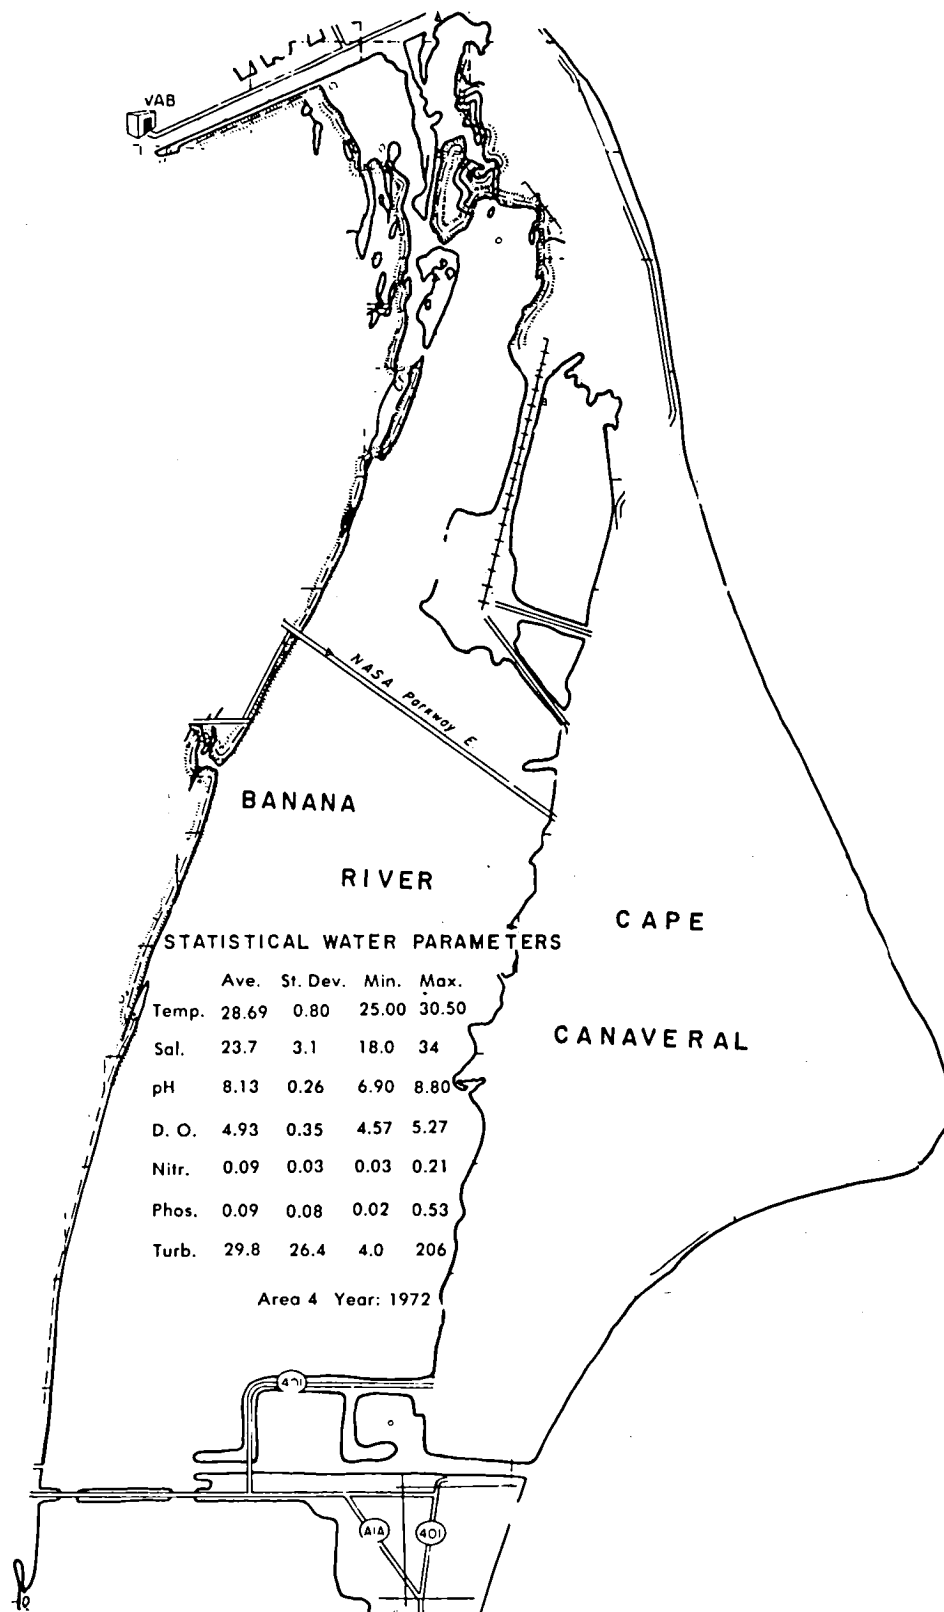 VAB
NASA Parkway E.
BANANA
RIVER
CAPE
CANAVERAL
STATISTICAL WATER PARAMETERS
Ave. St. Dev. Min. Max.
Temp. 28.69 0.80 25.00 30.50
Sal. 23.7 3.1 18.0 34
pH 8.13 0.26 6.90 8.80
D. O. 4.93 0.35 4.57 5.27
Nitr. 0.09 0.03 0.03 0.21
Phos. 0.09 0.08 0.02 0.53
Turb. 29.8 26.4 4.0 206
Area 4 Year: 1972
401
A1A
401